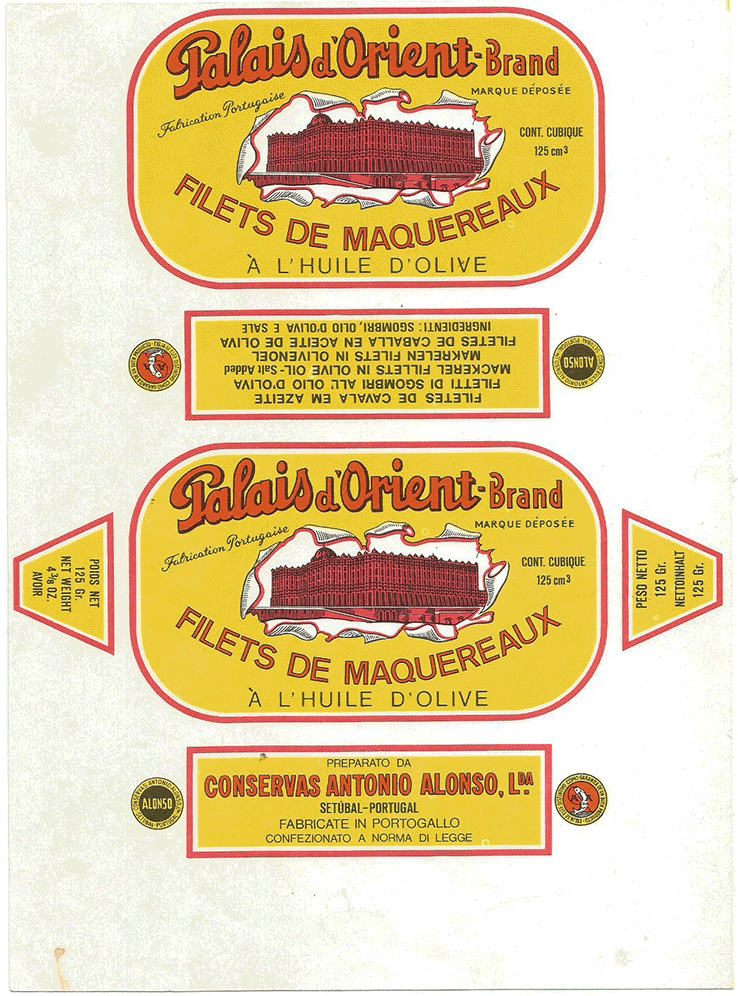 Palais d'Orient-Brand
MARQUE DÉPOSÉE
Fabrication Portugaise
CONT. CUBIQUE
125 cm³
FILETS DE MAQUEREAUX
À L'HUILE D'OLIVE
FILETES DE CAVALA EM AZEITE
FILETTI DI SGOMBRI ALL' OLIO D'OLIVA
MACKEREL FILLETS IN OLIVE OIL - Salt Added
MAKRELEN FILETS IN OLIVENOEL
FILETES DE CABALLA EN ACEITE DE OLIVA
INGREDIENTI: SGOMBRI, OLIO D'OLIVA E SALE
ALONSO
Palais d'Orient-Brand
MARQUE DÉPOSÉE
Fabrication Portugaise
CONT. CUBIQUE
125 cm³
FILETS DE MAQUEREAUX
À L'HUILE D'OLIVE
POIDS NET
125 Gr.
NET WEIGHT
4 3/8 OZ.
AVOIR
PESO NETTO
125 Gr.
NETTOINHALT
125 Gr.
PREPARATO DA
CONSERVAS ANTONIO ALONSO, LDA.
SETÚBAL-PORTUGAL
FABRICATE IN PORTOGALLO
CONFEZIONATO A NORMA DI LEGGE
CONSERVAS ANTONIO ALONSO
ALONSO
SETUBAL PORTUGAL